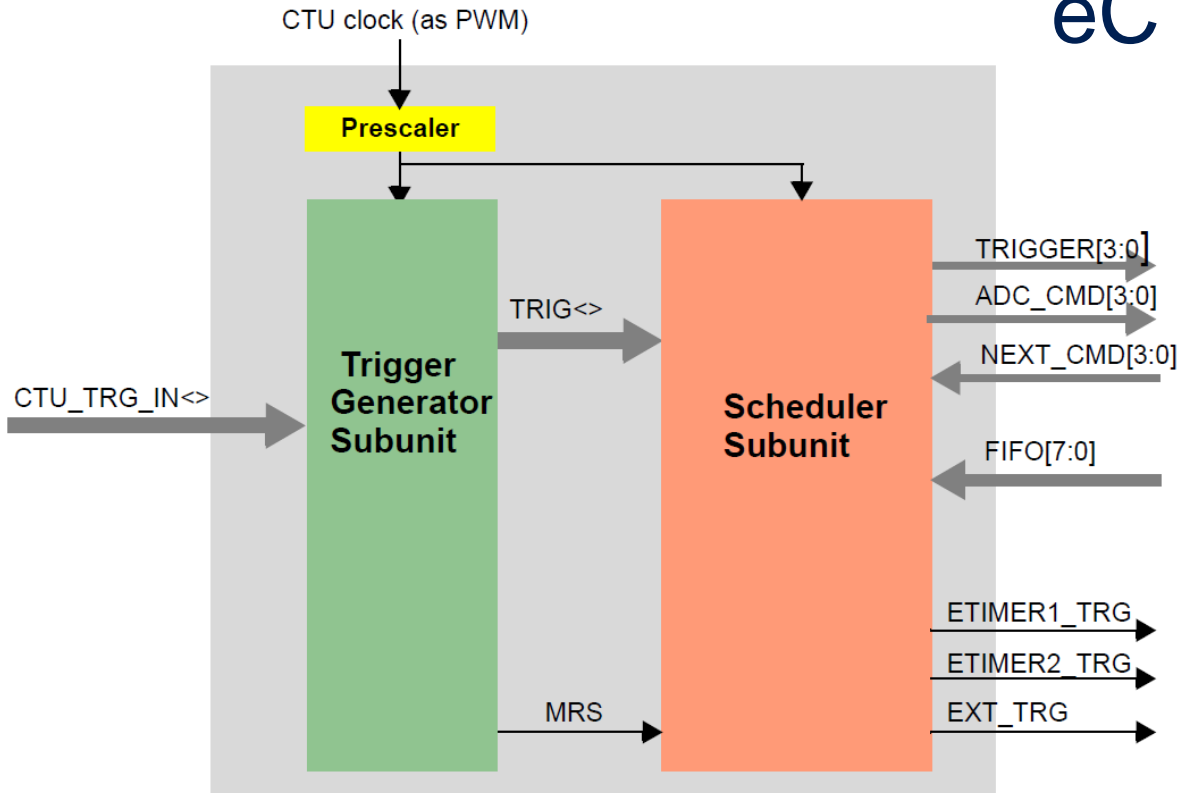 eC
CTU clock (as PWM)
Prescaler
TRIGGER[3:0]
ADC_CMD[3:0]
TRIG<>
NEXT_CMD[3:0]
Trigger
Generator
Subunit
CTU_TRG_IN<>
Scheduler
Subunit
FIFO[7:0]
ETIMER1_TRG
ETIMER2_TRG
MRS
EXT_TRG